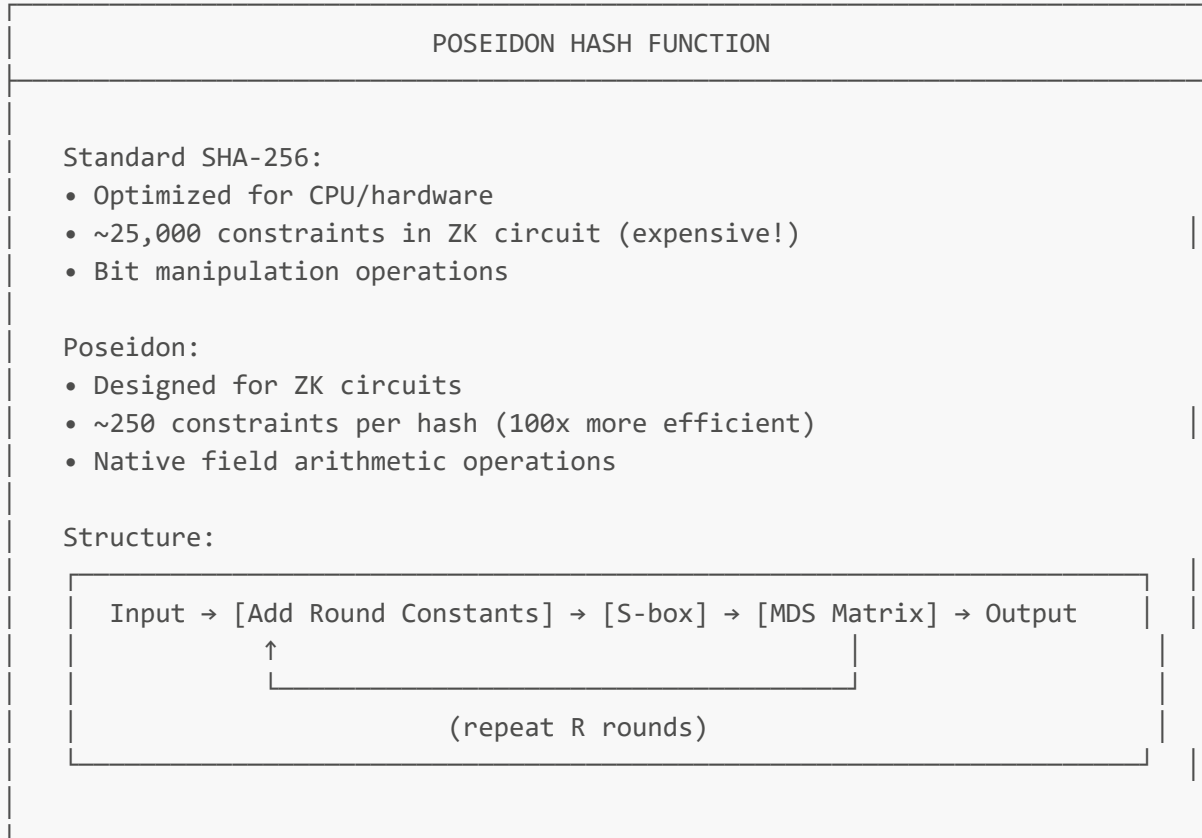 POSEIDON HASH FUNCTION
Standard SHA-256:
• Optimized for CPU/hardware
• ~25,000 constraints in ZK circuit (expensive!)
• Bit manipulation operations
Poseidon:
• Designed for ZK circuits
• ~250 constraints per hash (100x more efficient)
• Native field arithmetic operations
Structure:
Input → [Add Round Constants] → [S-box] → [MDS Matrix] → Output
↑
(repeat R rounds)